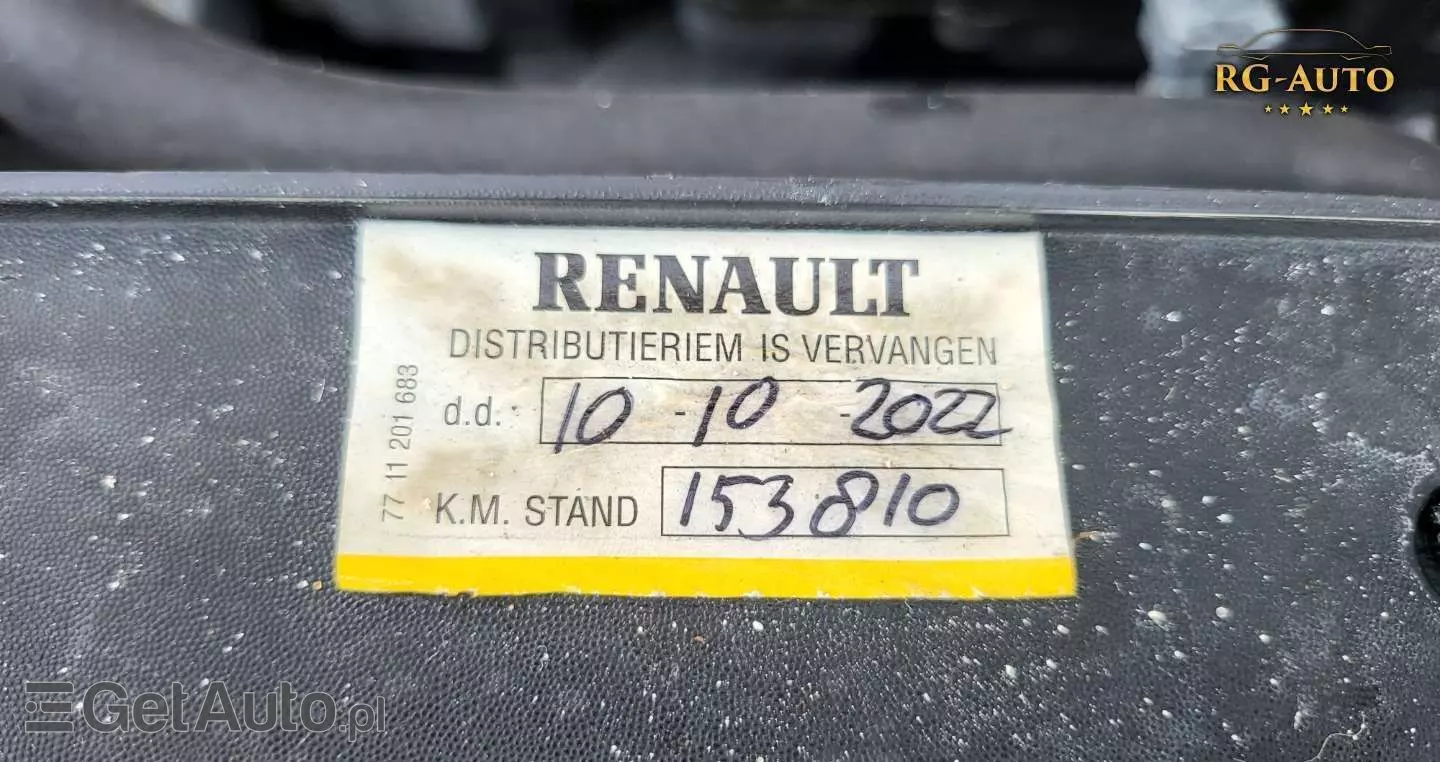 RG-AUTO
RENAULT
DISTRIBUTIERIEM IS VERVANGEN
d.d. 10 - 10 - 2022
K.M. STAND 153810
77 11 201 683
GetAuto.pl